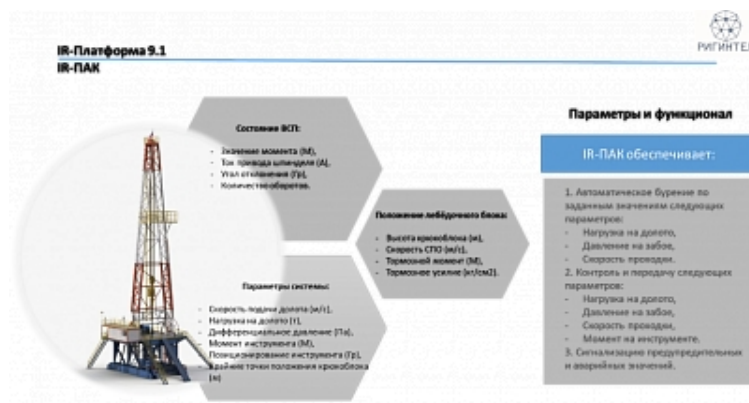 РИГИНТЕЛ
IR-Платформа 9.1
IR-ПАК
Состояние ВСП:
- Значение момента (М),
- Ток привода шпинделя (А),
- Угол отклонения (Гр),
- Количество оборотов.
Положение лебёдочного блока:
- Высота крюкоблока (м),
- Скорость СПО (м/с),
- Тормозной момент (М),
- Тормозное усилие (кг/см2).
Параметры системы:
- Скорость подачи долота (м/с),
- Нагрузка на долото (т),
- Дифференциальное давление (Па),
- Момент инструмента (М),
- Позиционирование инструмента (Гр),
- Крайние точки положения крюкоблока
(м)
Параметры и функционал
IR-ПАК обеспечивает:
1. Автоматическое бурение по
заданным значениям следующих
параметров:
- Нагрузка на долото,
- Давление на забое,
- Скорость проходки.
2. Контроль и передачу следующих
параметров:
- Нагрузка на долото,
- Давление на забое,
- Скорость проходки,
- Момент на инструменте.
3. Сигнализацию предупредительных
и аварийных значений.